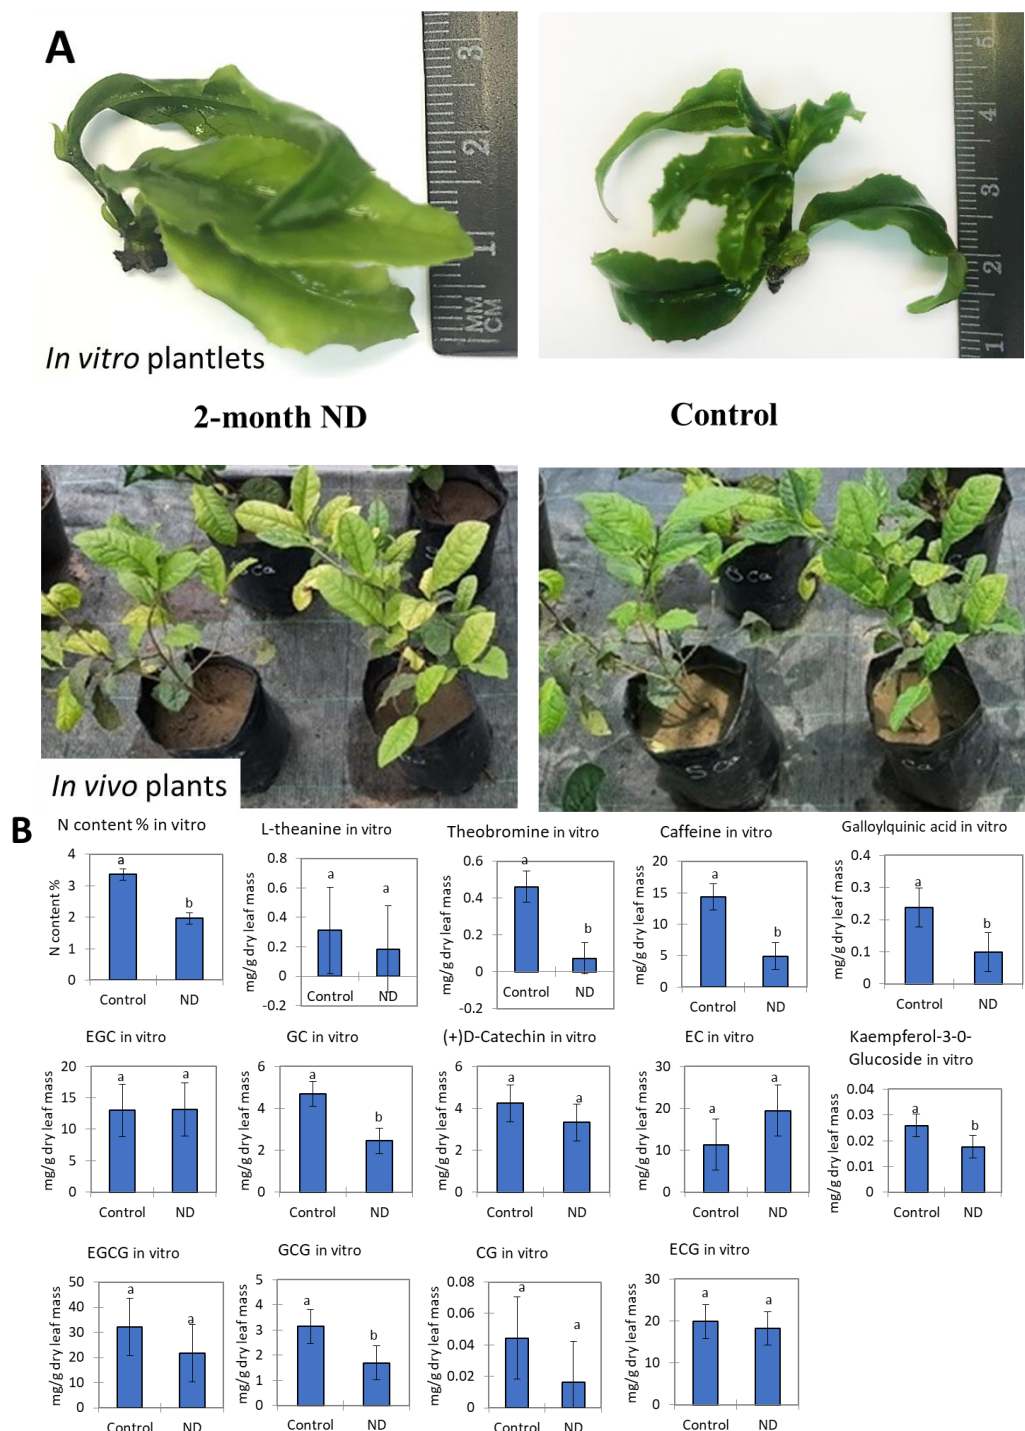 A
3
2
1
MM
CM
5
4
3
2
1
In vitro plantlets
2-month ND
Control
S Ca
In vivo plants
B
N content % in vitro
N content %
4
3
2
1
0
a
b
Control
ND
L-theanine in vitro
mg/g dry leaf mass
0.8
0.6
0.4
0.2
0
-0.2
a
a
Control
ND
Theobromine in vitro
mg/g dry leaf mass
0.6
0.4
0.2
0
-0.2
a
b
Control
ND
Caffeine in vitro
mg/g dry leaf mass
20
15
10
5
0
a
b
Control
ND
Galloylquinic acid in vitro
mg/g dry leaf mass
0.4
0.3
0.2
0.1
0
a
b
Control
ND
EGC in vitro
mg/g dry leaf mass
20
15
10
5
0
a
a
Control
ND
GC in vitro
mg/g dry leaf mass
6
4
2
0
a
b
Control
ND
(+)D-Catechin in vitro
mg/g dry leaf mass
6
4
2
0
a
a
Control
ND
EC in vitro
mg/g dry leaf mass
30
20
10
0
a
a
Control
ND
Kaempferol-3-0-
Glucoside in vitro
mg/g dry leaf mass
0.04
0.03
0.02
0.01
0
a
b
Control
ND
EGCG in vitro
mg/g dry leaf mass
50
40
30
20
10
0
a
a
Control
ND
GCG in vitro
mg/g dry leaf mass
5
4
3
2
1
0
a
b
Control
ND
CG in vitro
mg/g dry leaf mass
0.08
0.06
0.04
0.02
0
a
a
Control
ND
ECG in vitro
mg/g dry leaf mass
30
20
10
0
a
a
Control
ND